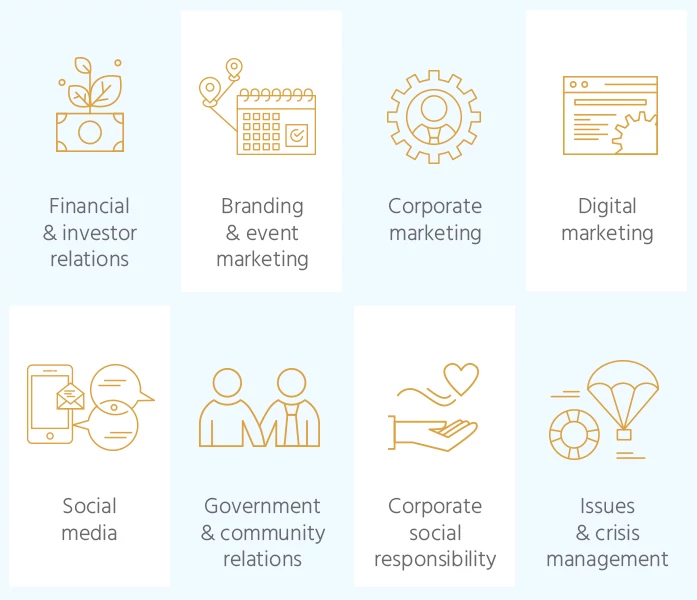 Financial
& investor
relations
Branding
& event
marketing
Corporate
marketing
Digital
marketing
Social
media
Government
& community
relations
Corporate
social
responsibility
Issues
& crisis
management